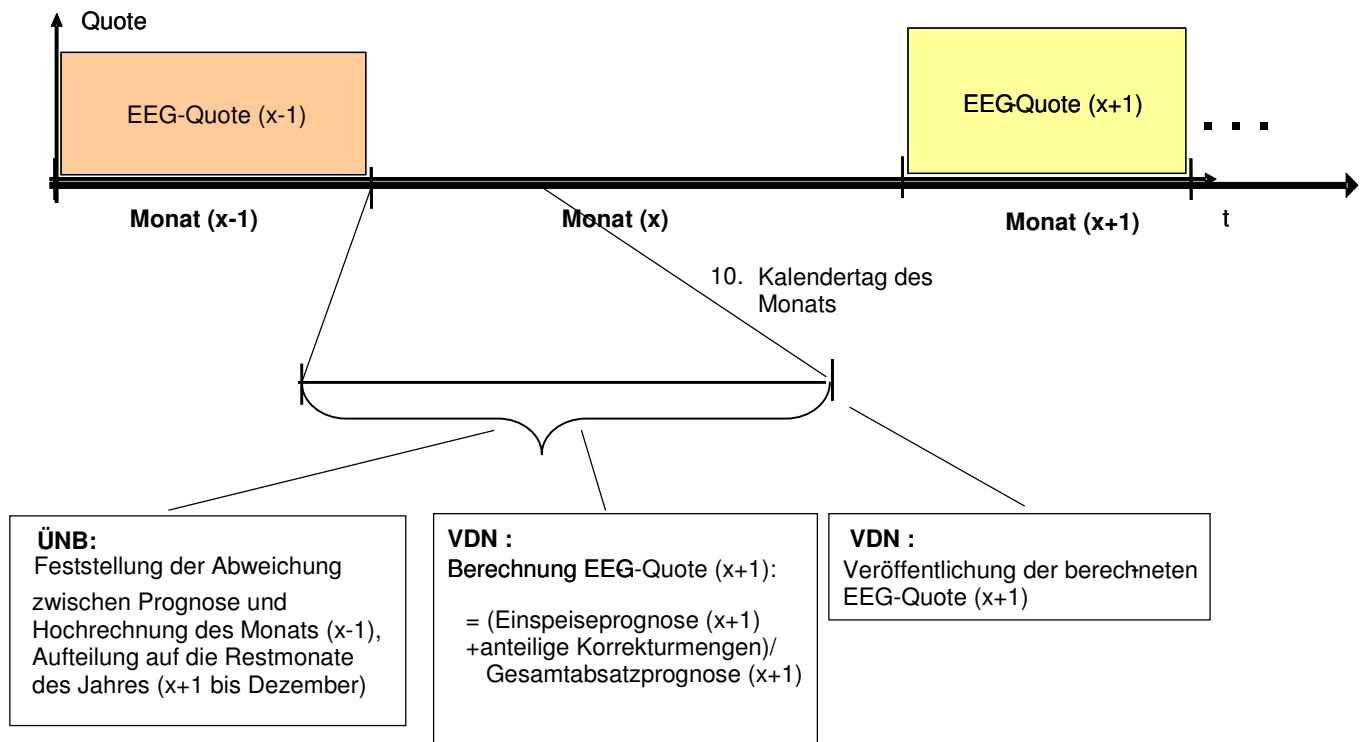 Quote
EEG-Quote (x-1)
EEG-Quote (x+1)
. . .
Monat (x-1)
Monat (x)
Monat (x+1)
t
10. Kalendertag des
Monats
ÜNB:
Feststellung der Abweichung
zwischen Prognose und
Hochrechnung des Monats (x-1),
Aufteilung auf die Restmonate
des Jahres (x+1 bis Dezember)
VDN :
Berechnung EEG-Quote (x+1):
= (Einspeiseprognose (x+1)
+anteilige Korrekturmengen)/
Gesamtabsatzprognose (x+1)
VDN :
Veröffentlichung der berechneten
EEG-Quote (x+1)